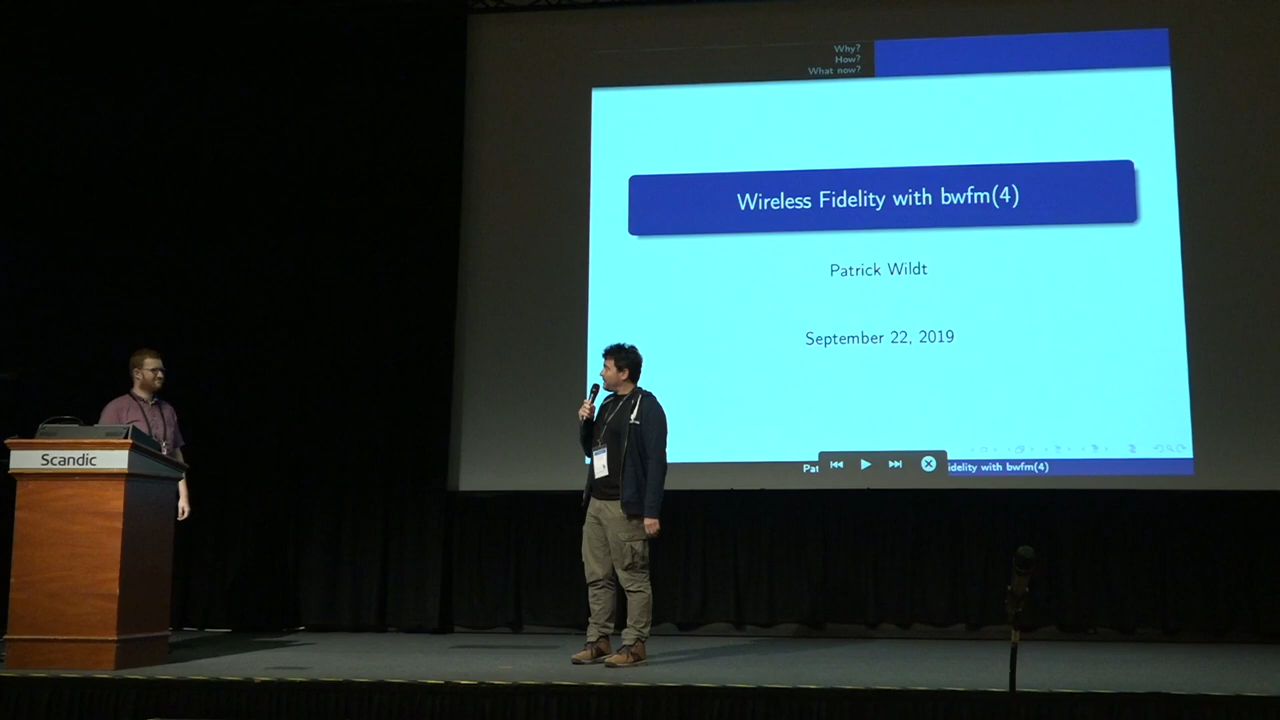 Why?
How?
What now?
Wireless Fidelity with bwfm(4)
Patrick Wildt
September 22, 2019
Pat
idelity with bwfm(4)
Scandic